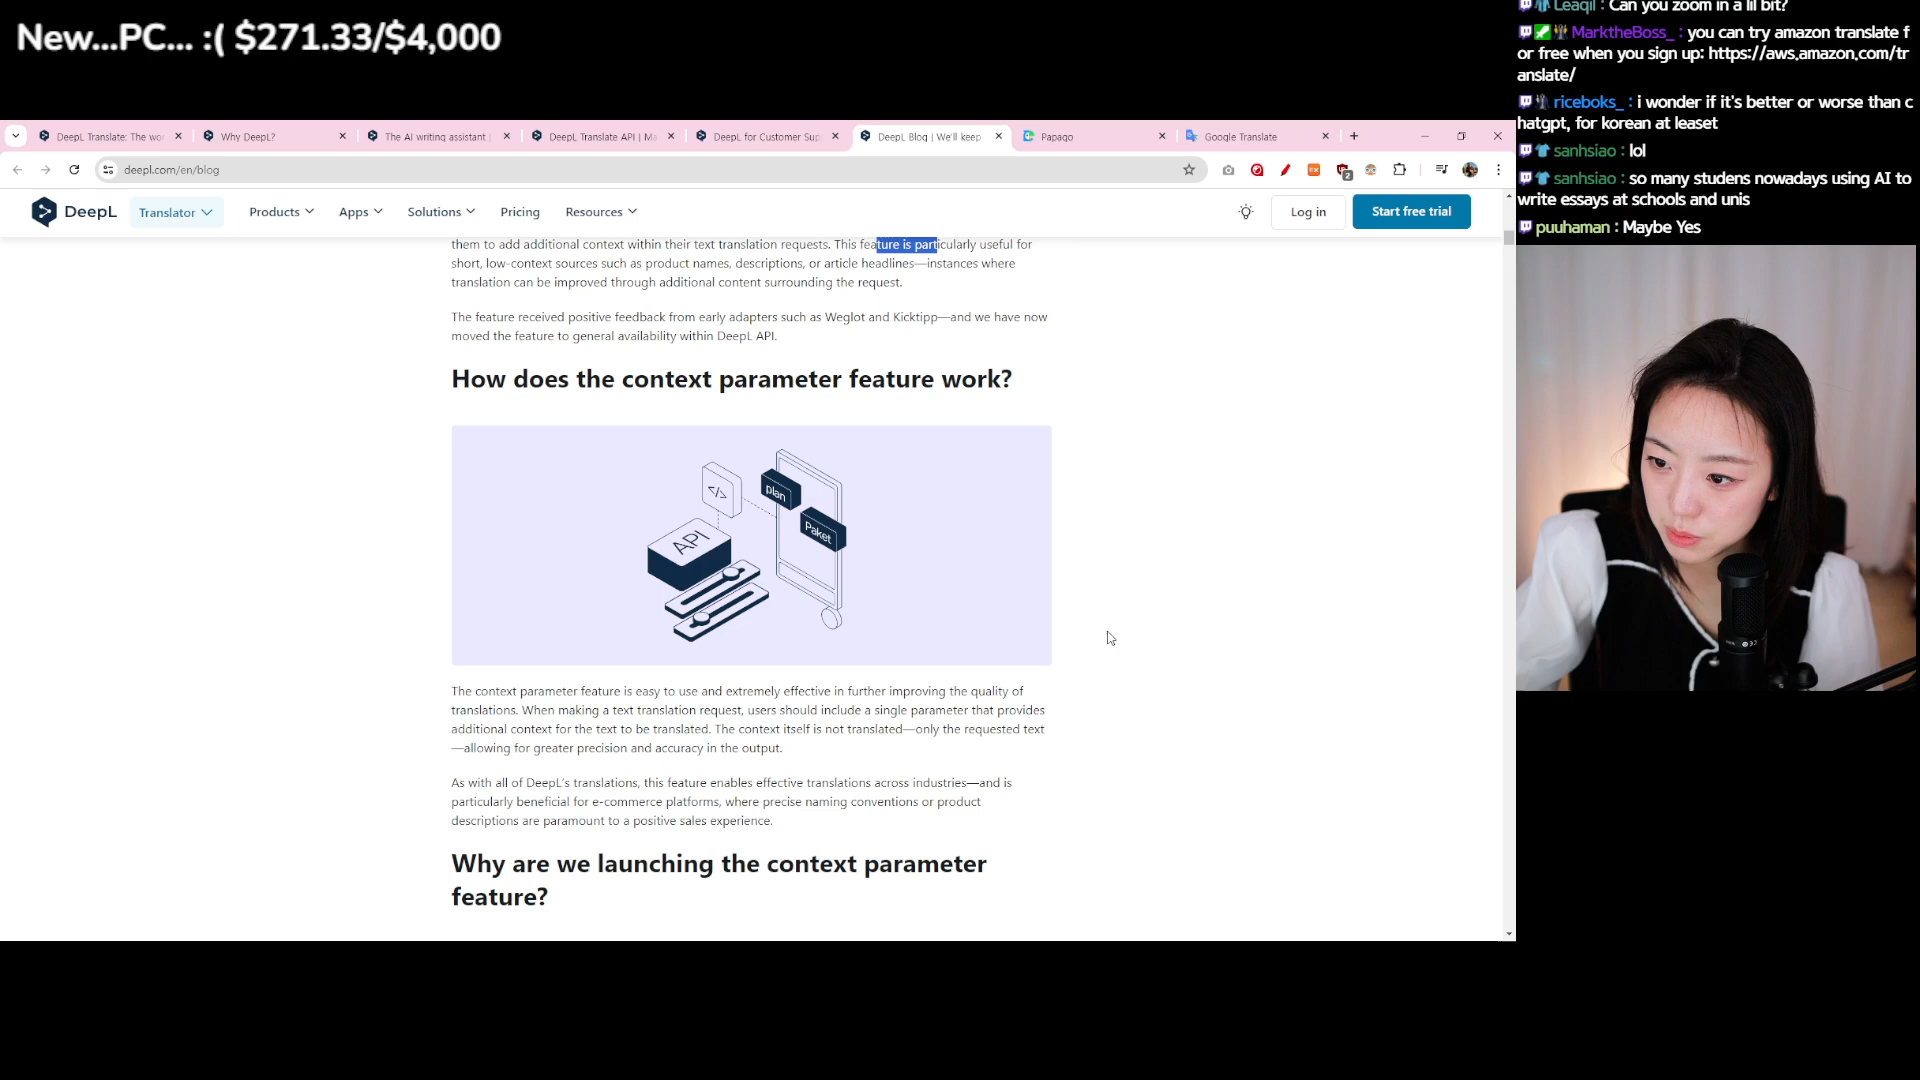 New...PC... :( $271.33/$4,000
Leaqil : Can you zoom in a lil bit?
MarktheBoss_ : you can try amazon translate f
or free when you sign up: https://aws.amazon.com/tr
anslate/
riceboks_ : i wonder if it's better or worse than c
hatgpt, for korean at leaset
sanhsiao : lol
sanhsiao : so many studens nowadays using AI to
write essays at schools and unis
puuhaman : Maybe Yes
DeepL Translate: The wo
Why DeepL?
The AI writing assistant
DeepL Translate API | Ma
DeepL for Customer Sup
DeepL Blog | We'll keep
Papago
Google Translate
deepl.com/en/blog
2
DeepL
Translator
Products
Apps
Solutions
Pricing
Resources
Log in
Start free trial
them to add additional context within their text translation requests. This feature is particularly useful for
short, low-context sources such as product names, descriptions, or article headlines—instances where
translation can be improved through additional content surrounding the request.
The feature received positive feedback from early adapters such as Weglot and Kicktipp—and we have now
moved the feature to general availability within DeepL API.
How does the context parameter feature work?
</>
plan
Paket
API
The context parameter feature is easy to use and extremely effective in further improving the quality of
translations. When making a text translation request, users should include a single parameter that provides
additional context for the text to be translated. The context itself is not translated—only the requested text
—allowing for greater precision and accuracy in the output.
As with all of DeepL's translations, this feature enables effective translations across industries—and is
particularly beneficial for e-commerce platforms, where precise naming conventions or product
descriptions are paramount to a positive sales experience.
Why are we launching the context parameter
feature?